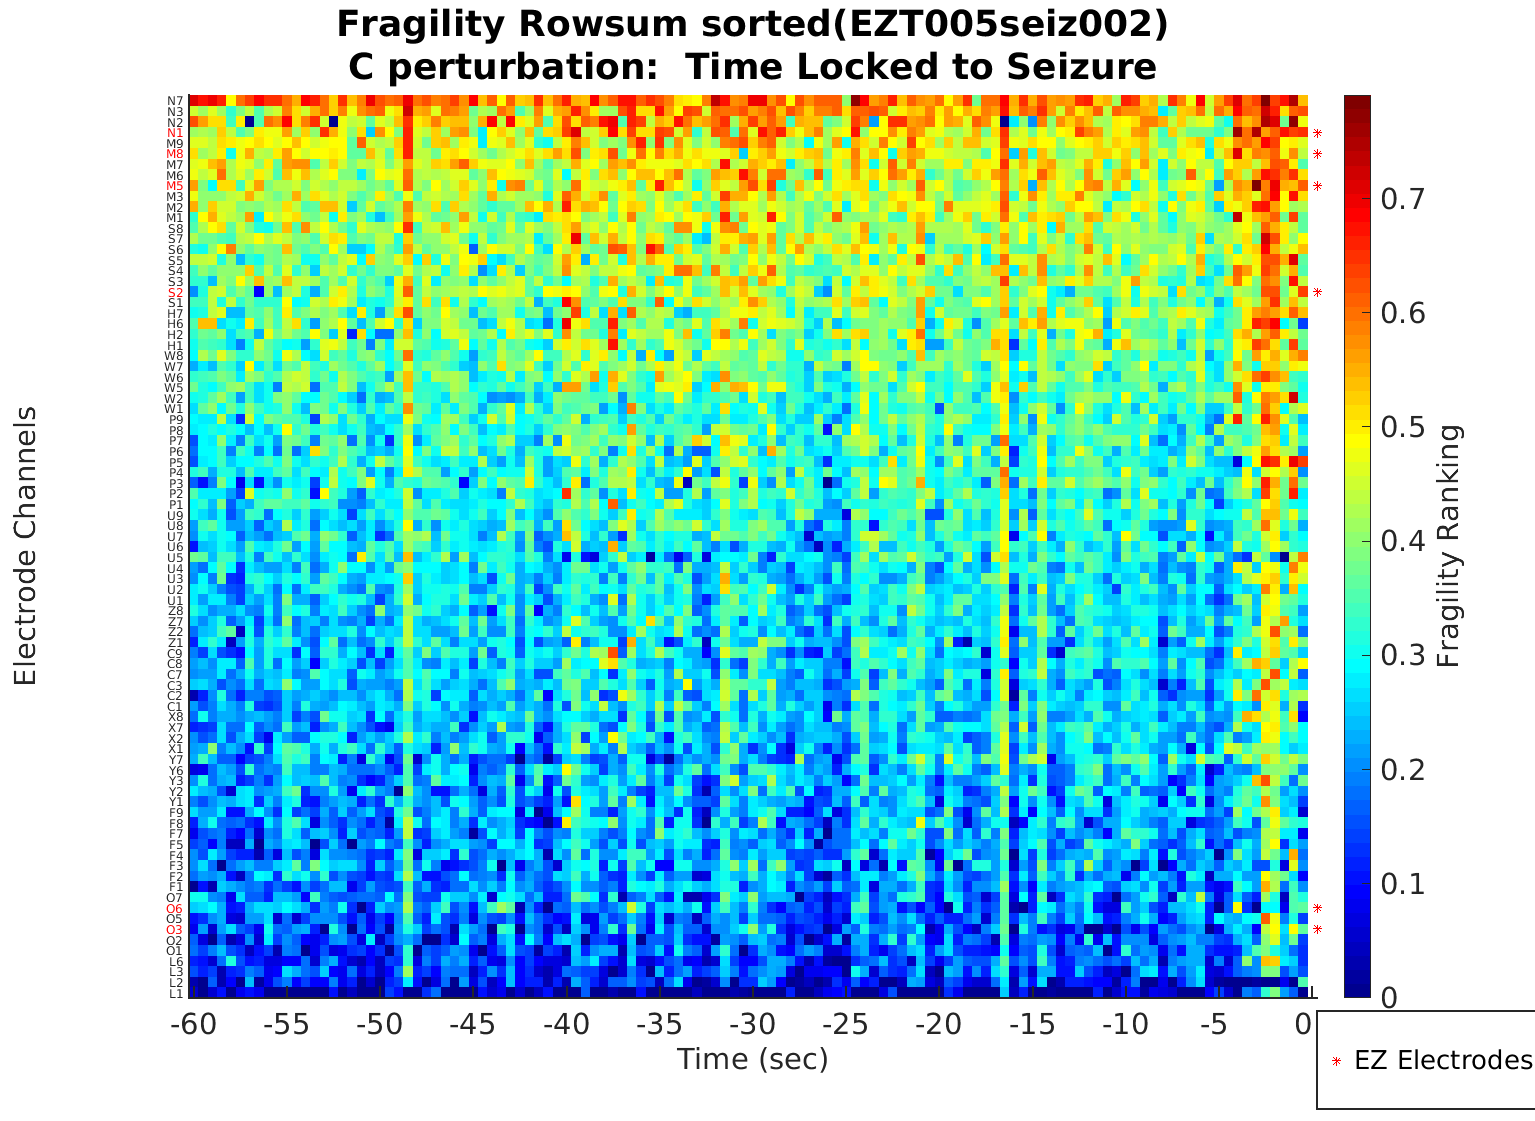 Fragility Rowsum sorted(EZT005seiz002)
C perturbation:  Time Locked to Seizure
Electrode Channels
N7
N3
N2
N1
M9
M8
M7
M6
M5
M3
M2
M1
S8
S7
S6
S5
S4
S3
S2
S1
H7
H6
H2
H1
W8
W7
W6
W5
W2
W1
P9
P8
P7
P6
P5
P4
P3
P2
P1
U9
U8
U7
U6
U5
U4
U3
U2
U1
Z8
Z7
Z2
Z1
C9
C8
C7
C3
C2
C1
X8
X7
X2
X1
Y7
Y6
Y3
Y2
Y1
F9
F8
F7
F5
F4
F3
F2
F1
O7
O6
O5
O3
O2
O1
L6
L3
L2
L1
-60 -55 -50 -45 -40 -35 -30 -25 -20 -15 -10 -5 0
Time (sec)
0.7
0.6
0.5
0.4
0.3
0.2
0.1
0
Fragility Ranking
EZ Electrodes